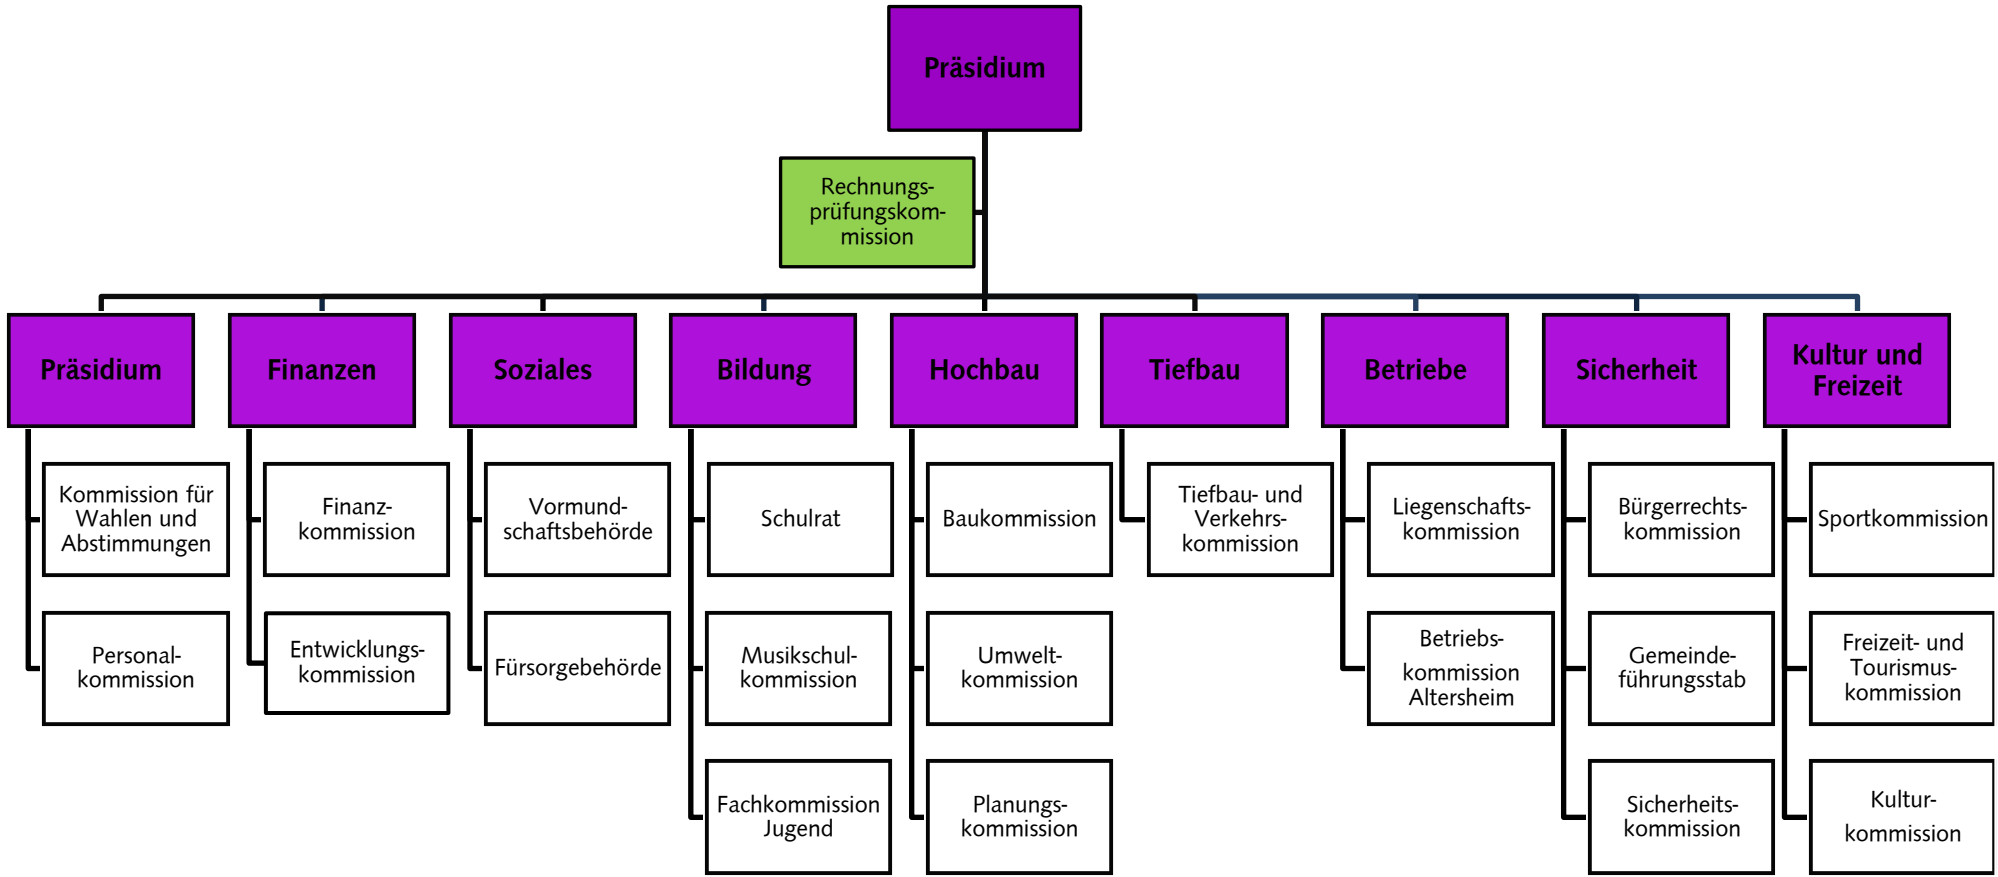 Präsidium
Rechnungs-
prüfungskom-
mission
Präsidium
Finanzen
Soziales
Bildung
Hochbau
Tiefbau
Betriebe
Sicherheit
Kultur und
Freizeit
Kommission für
Wahlen und
Abstimmungen
Finanz-
kommission
Vormund-
schaftsbehörde
Schulrat
Baukommission
Tiefbau- und
Verkehrs-
kommission
Liegenschafts-
kommission
Bürgerrechts-
kommission
Sportkommission
Personal-
kommission
Entwicklungs-
kommission
Fürsorgebehörde
Musikschul-
kommission
Umwelt-
kommission
Betriebs-
kommission
Altersheim
Gemeinde-
führungsstab
Freizeit- und
Tourismus-
kommission
Fachkommission
Jugend
Planungs-
kommission
Sicherheits-
kommission
Kultur-
kommission